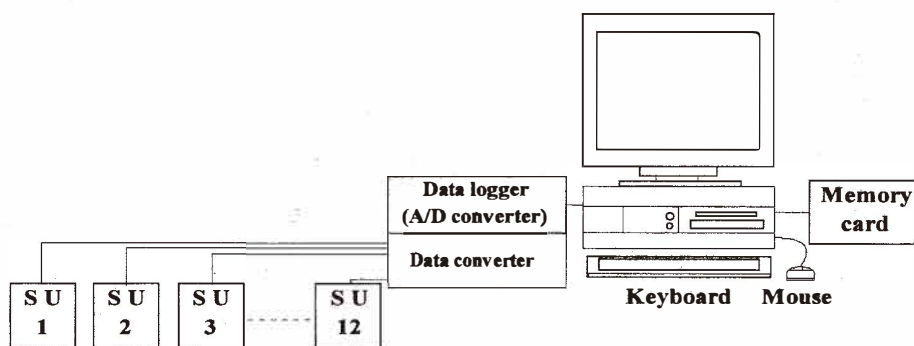 Data logger
(A/D converter)
Data converter
Memory
card
Keyboard
Mouse
S U
1
S U
2
S U
3
S U
12